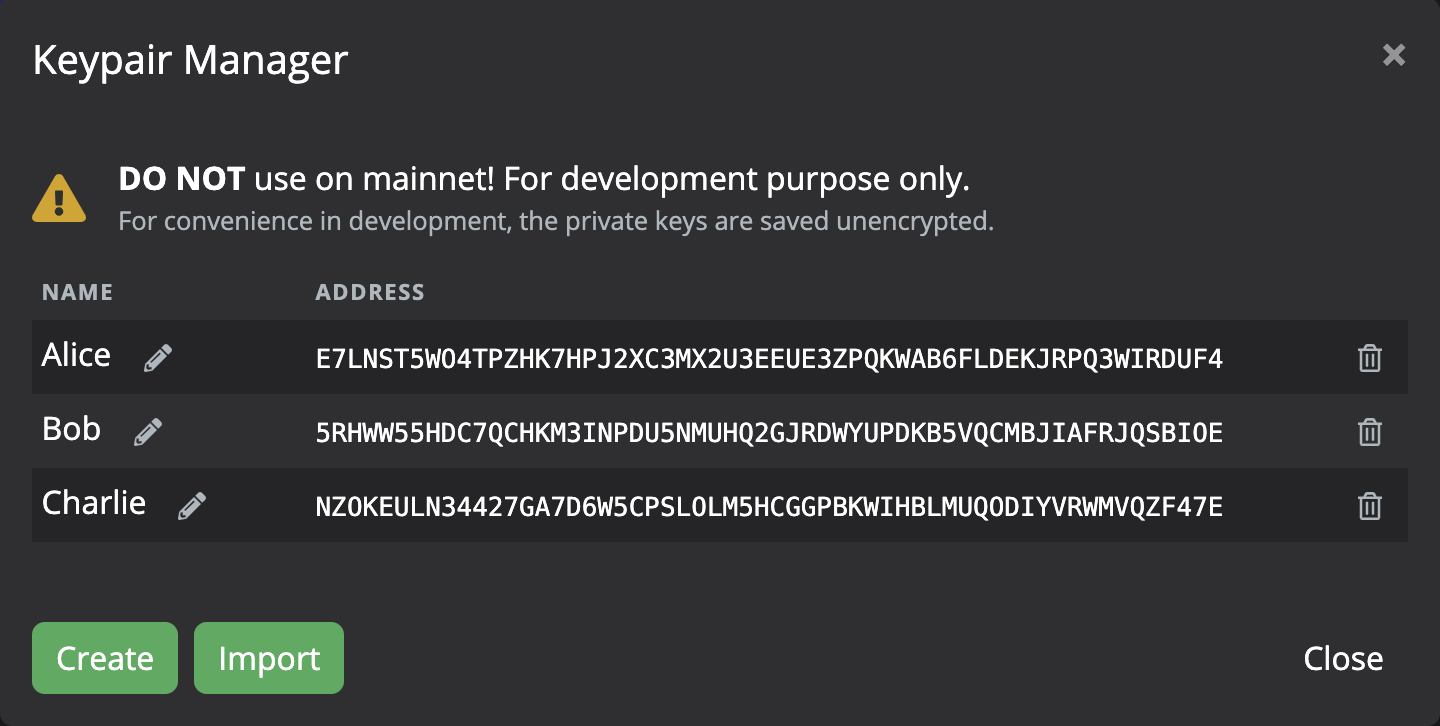 Keypair Manager
DO NOT use on mainnet! For development purpose only.
For convenience in development, the private keys are saved unencrypted.
NAME ADDRESS
Alice E7LNST5WO4TPZHK7HPJ2XC3MX2U3EEUE3ZPQKWAB6FLDEKJRPQ3WIRDUF4
Bob 5RHWW55HDC7QCHKM3INPDU5NMUHQ2GJRDWYUPDKB5VQCMBJIAFRJQSBIOE
Charlie NZOKEULN34427GA7D6W5CPSLOLM5HCGGPBKWIHBLMUQODIYVRWMVQZF47E
Create Import Close